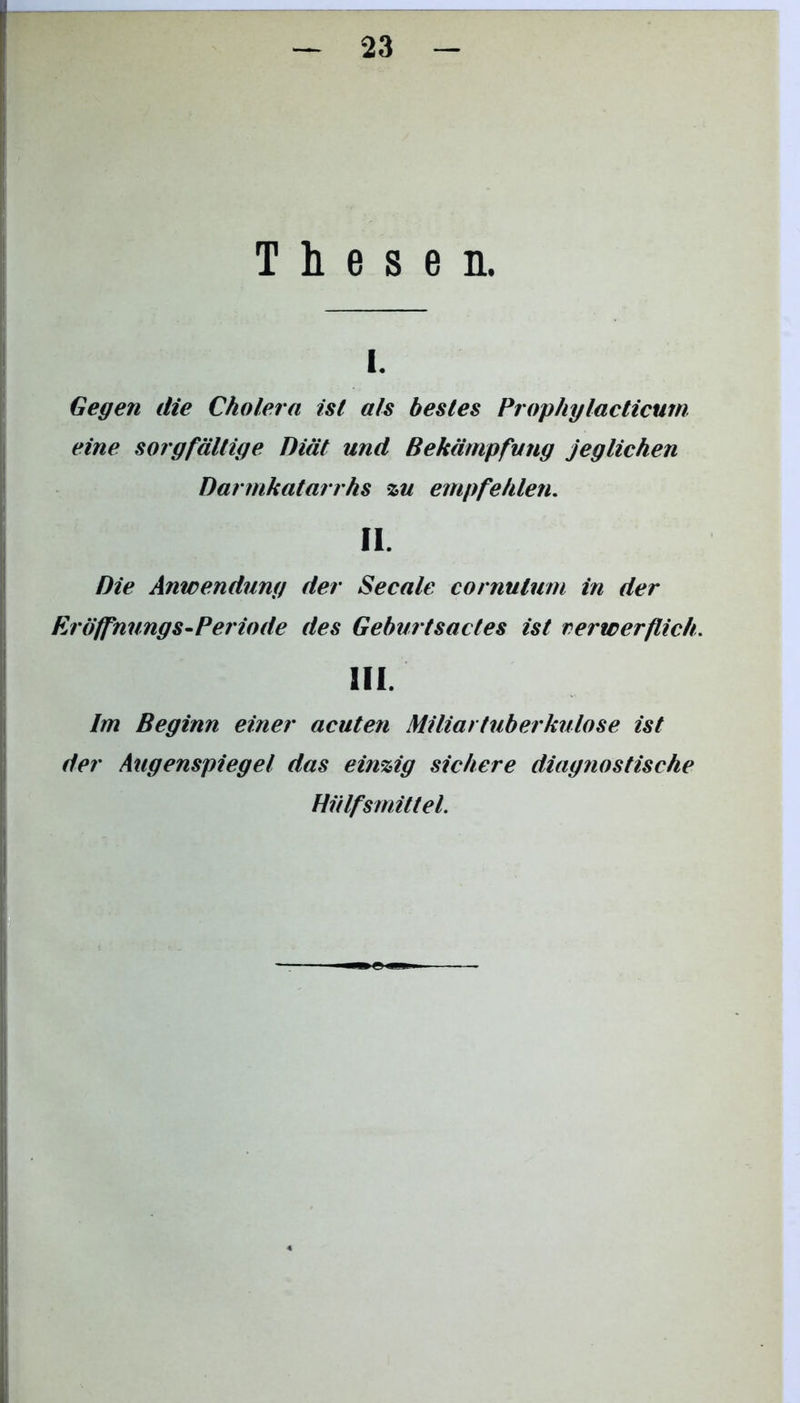 — 23 —
Thesen.
I.
Gegen die Cholera ist als bestes Prophylacticum
eine sorgfältige Diät und Bekämpfung jeglichen
Darmkatarrhs zu empfehlen.
II.
Die Anwendung der Secale cornutum in der
Eröffnungs-Periode des Geburtsactes ist verwerflich.
III.
Im Beginn einer acuten Miliartuberkulose ist
der Augenspiegel das einzig sichere diagnostische
Hülfsmittel.